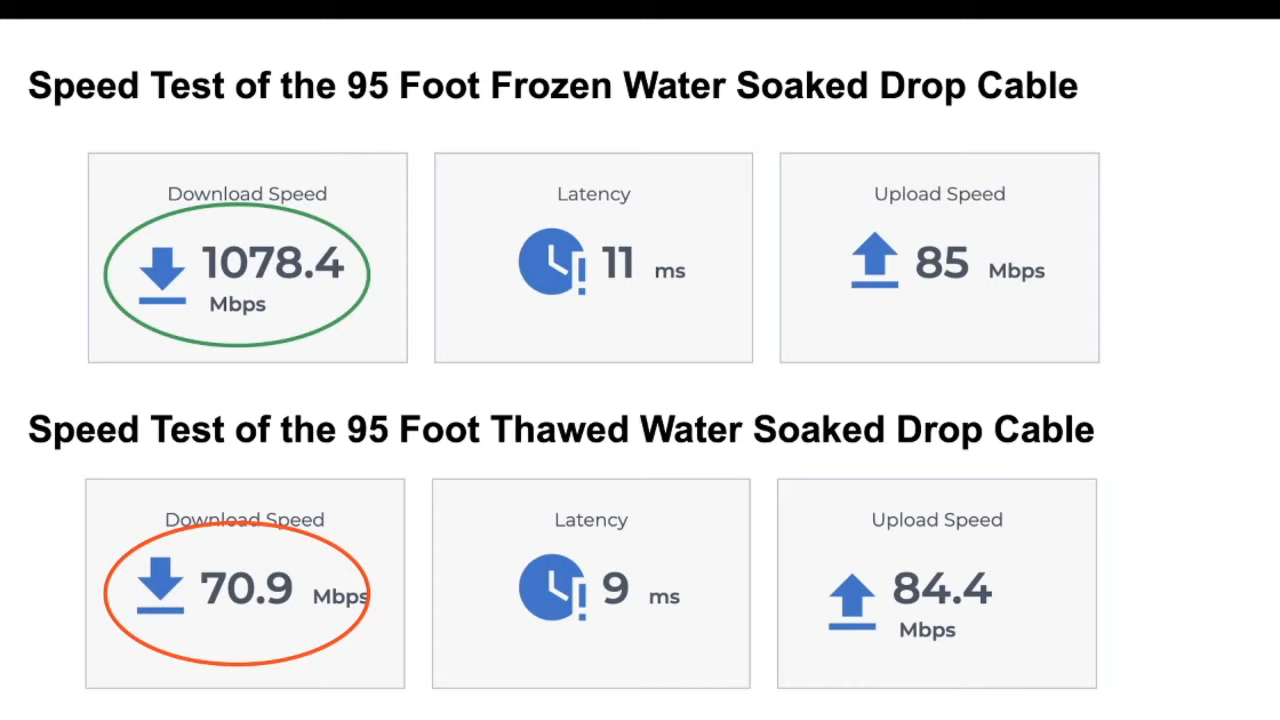 Speed Test of the 95 Foot Frozen Water Soaked Drop Cable
Download Speed
1078.4
Mbps
Latency
11 ms
Upload Speed
85 Mbps
Speed Test of the 95 Foot Thawed Water Soaked Drop Cable
Download Speed
70.9 Mbps
Latency
9 ms
Upload Speed
84.4
Mbps